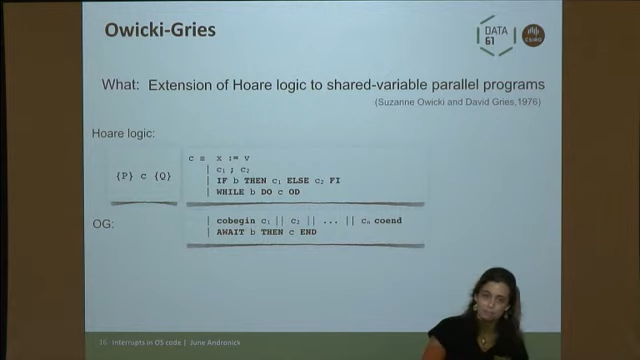 Owicki-Gries
DATA
61
CSIRO
What: Extension of Hoare logic to shared-variable parallel programs
(Suzanne Owicki and David Gries,1976)
Hoare logic:
{P} c {Q}
c ≡ x := v
| c₁ ; c₂
| IF b THEN c₁ ELSE c₂ FI
| WHILE b DO c OD
OG:
| cobegin c₁ || c₂ || ... || cₙ coend
| AWAIT b THEN c END
16 Interrupts in OS code | June Andronick